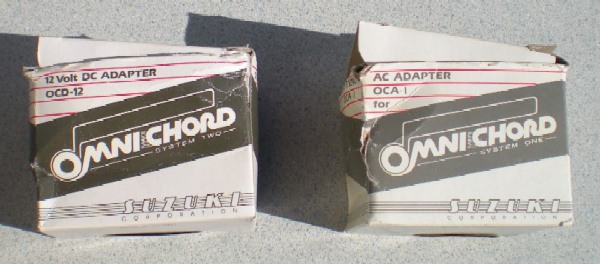 12 Volt DC ADAPTER
OCD-12
OMNICHORD
SYSTEM TWO
SUZUKI
CORPORATION
AC ADAPTER
OCA-1
for
OMNICHORD
SYSTEM ONE
SUZUKI
CORPORATION